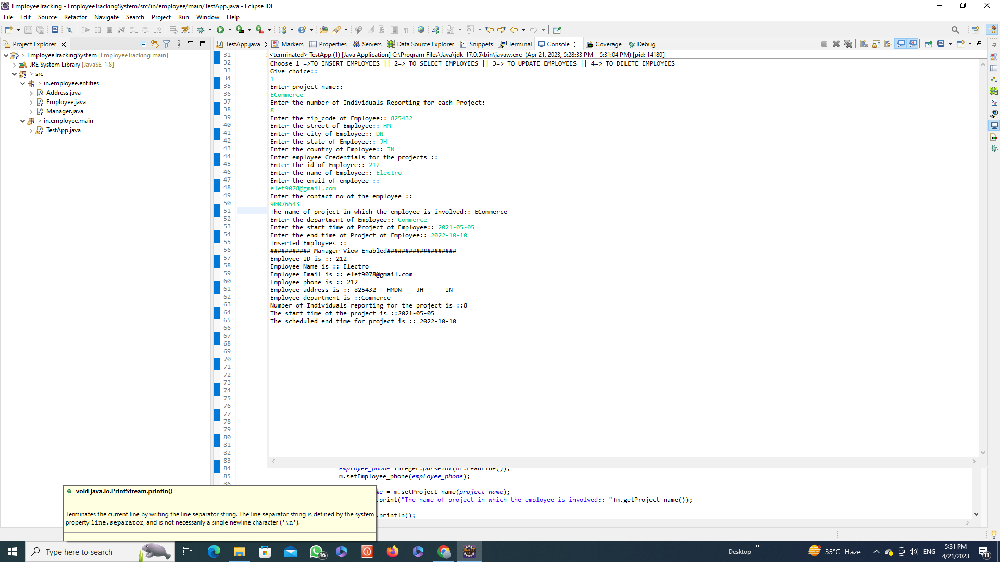 EmployeeTracking - EmployeeTrackingSystem/src/in/employee/main/TestApp.java - Eclipse IDE
File Edit Source Refactor Navigate Search Project Run Window Help
Project Explorer
TestApp.java
Markers Properties Servers Data Source Explorer Snippets Terminal Console Coverage Debug
> EmployeeTrackingSystem [EmployeeTracking main]
JRE System Library [JavaSE-1.8]
> src
> in.employee.entities
Address.java
Employee.java
Manager.java
> in.employee.main
TestApp.java
31
32
33
34
35
36
37
38
39
40
41
42
43
44
45
46
47
48
49
50
51
52
53
54
55
56
57
58
59
60
61
62
63
64
65
66
67
68
69
70
71
72
73
74
75
76
77
78
79
80
81
82
83
84
85
86
<terminated> TestApp (1) [Java Application] C:\Program Files\Java\jdk-17.0.5\bin\javaw.exe (Apr 21, 2023, 5:28:33 PM – 5:31:04 PM) [pid: 14180]
Choose 1 =>TO INSERT EMPLOYEES || 2=> TO SELECT EMPLOYEES || 3=> TO UPDATE EMPLOYEES || 4=> TO DELETE EMPLOYEES
Give choice::
1
Enter project name::
ECommerce
Enter the number of Individuals Reporting for each Project:
8
Enter the zip_code of Employee:: 825432
Enter the street of Employee:: HM
Enter the city of Employee:: DN
Enter the state of Employee:: JH
Enter the country of Employee:: IN
Enter employee Credentials for the projects ::
Enter the id of Employee:: 212
Enter the name of Employee:: Electro
Enter the email of employee ::
elet9078@gmail.com
Enter the contact no of the employee ::
90076543
The name of project in which the employee is involved:: ECommerce
Enter the department of Employee:: Commerce
Enter the start time of Project of Employee:: 2021-05-05
Enter the end time of Project of Employee:: 2022-10-10
Inserted Employees ::
########### Manager View Enabled###################
Employee ID is :: 212
Employee Name is :: Electro
Employee Email is :: elet9078@gmail.com
Employee phone is :: 212
Employee address is :: 825432 HMDN JH IN
Employee department is ::Commerce
Number of Individuals reporting for the project is ::8
The start time of the project is ::2021-05-05
The scheduled end time for project is :: 2022-10-10
employee_phone=Integer.parseInt(br.readLine());
m.setEmployee_phone(employee_phone);
me = m.setProject_name(project_name);
.print("The name of project in which the employee is involved:: "+m.getProject_name());
.println();
void java.io.PrintStream.println()
Terminates the current line by writing the line separator string. The line separator string is defined by the system
property line.separator, and is not necessarily a single newline character ('\n').
Type here to search
16
Desktop
35°C Haze
ENG
5:31 PM
4/21/2023
11